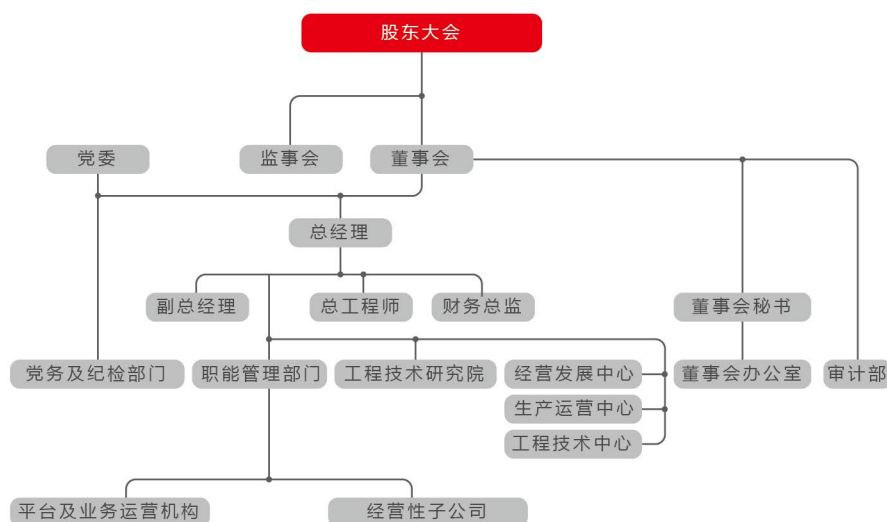 股东大会
党委
监事会
董事会
总经理
副总经理
总工程师
财务总监
董事会秘书
党务及纪检部门
职能管理部门
工程技术研究院
经营发展中心
董事会办公室
审计部
生产运营中心
工程技术中心
平台及业务运营机构
经营性子公司